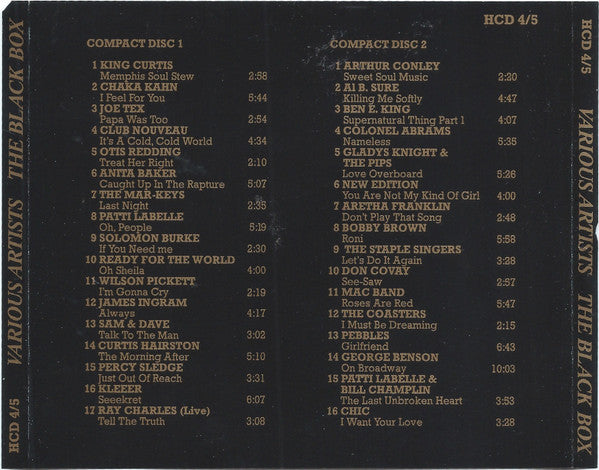 HCD 4/5
COMPACT DISC 1
1 KING CURTIS
Memphis Soul Stew 2:58
2 CHAKA KAHN
I Feel For You 5:44
3 JOE TEX
Papa Was Too 2:54
4 CLUB NOUVEAU
It's A Cold, Cold World 4:34
5 OTIS REDDING
Treat Her Right 2:10
6 ANITA BAKER
Caught Up In The Rapture 5:07
7 THE MAR-KEYS
Last Night 2:35
8 PATTI LABELLE
Oh, People 5:19
9 SOLOMON BURKE
If You Need me 2:30
10 READY FOR THE WORLD
Oh Sheila 4:00
11 WILSON PICKETT
I'm Gonna Cry 2:19
12 JAMES INGRAM
Always 4:17
13 SAM & DAVE
Talk To The Man 3:02
14 CURTIS HAIRSTON
The Morning After 5:10
15 PERCY SLEDGE
Just Out Of Reach 3:31
16 KLEEER
Seeekret 6:07
17 RAY CHARLES (Live)
Tell The Truth 3:08
COMPACT DISC 2
1 ARTHUR CONLEY
Sweet Soul Music 2:20
2 Al B. SURE
Killing Me Softly 4:47
3 BEN E. KING
Supernatural Thing Part 1 4:07
4 COLONEL ABRAMS
Nameless 5:35
5 GLADYS KNIGHT &
THE PIPS
Love Overboard 5:26
6 NEW EDITION
You Are Not My Kind Of Girl 4:00
7 ARETHA FRANKLIN
Don't Play That Song 2:48
8 BOBBY BROWN
Roni 5:58
9 THE STAPLE SINGERS
Let's Do It Again 3:28
10 DON COVAY
See-Saw 2:57
11 MAC BAND
Roses Are Red 5:47
12 THE COASTERS
I Must Be Dreaming 2:15
13 PEBBLES
Girlfriend 6:43
14 GEORGE BENSON
On Broadway 10:03
15 PATTI LABELLE &
BILL CHAMPLIN
The Last Unbroken Heart 3:53
16 CHIC
I Want Your Love 3:28
HCD 4/5 VARIOUS ARTISTS THE BLACK BOX
HCD 4/5 VARIOUS ARTISTS THE BLACK BOX